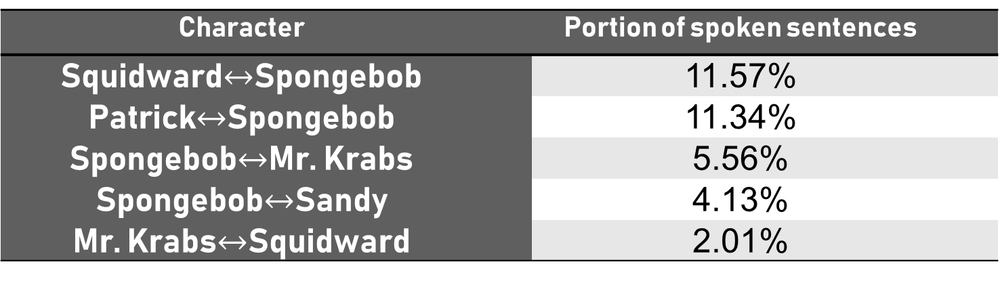 Character Portion of spoken sentences
Squidward↔Spongebob 11.57%
Patrick↔Spongebob 11.34%
Spongebob↔Mr. Krabs 5.56%
Spongebob↔Sandy 4.13%
Mr. Krabs↔Squidward 2.01%